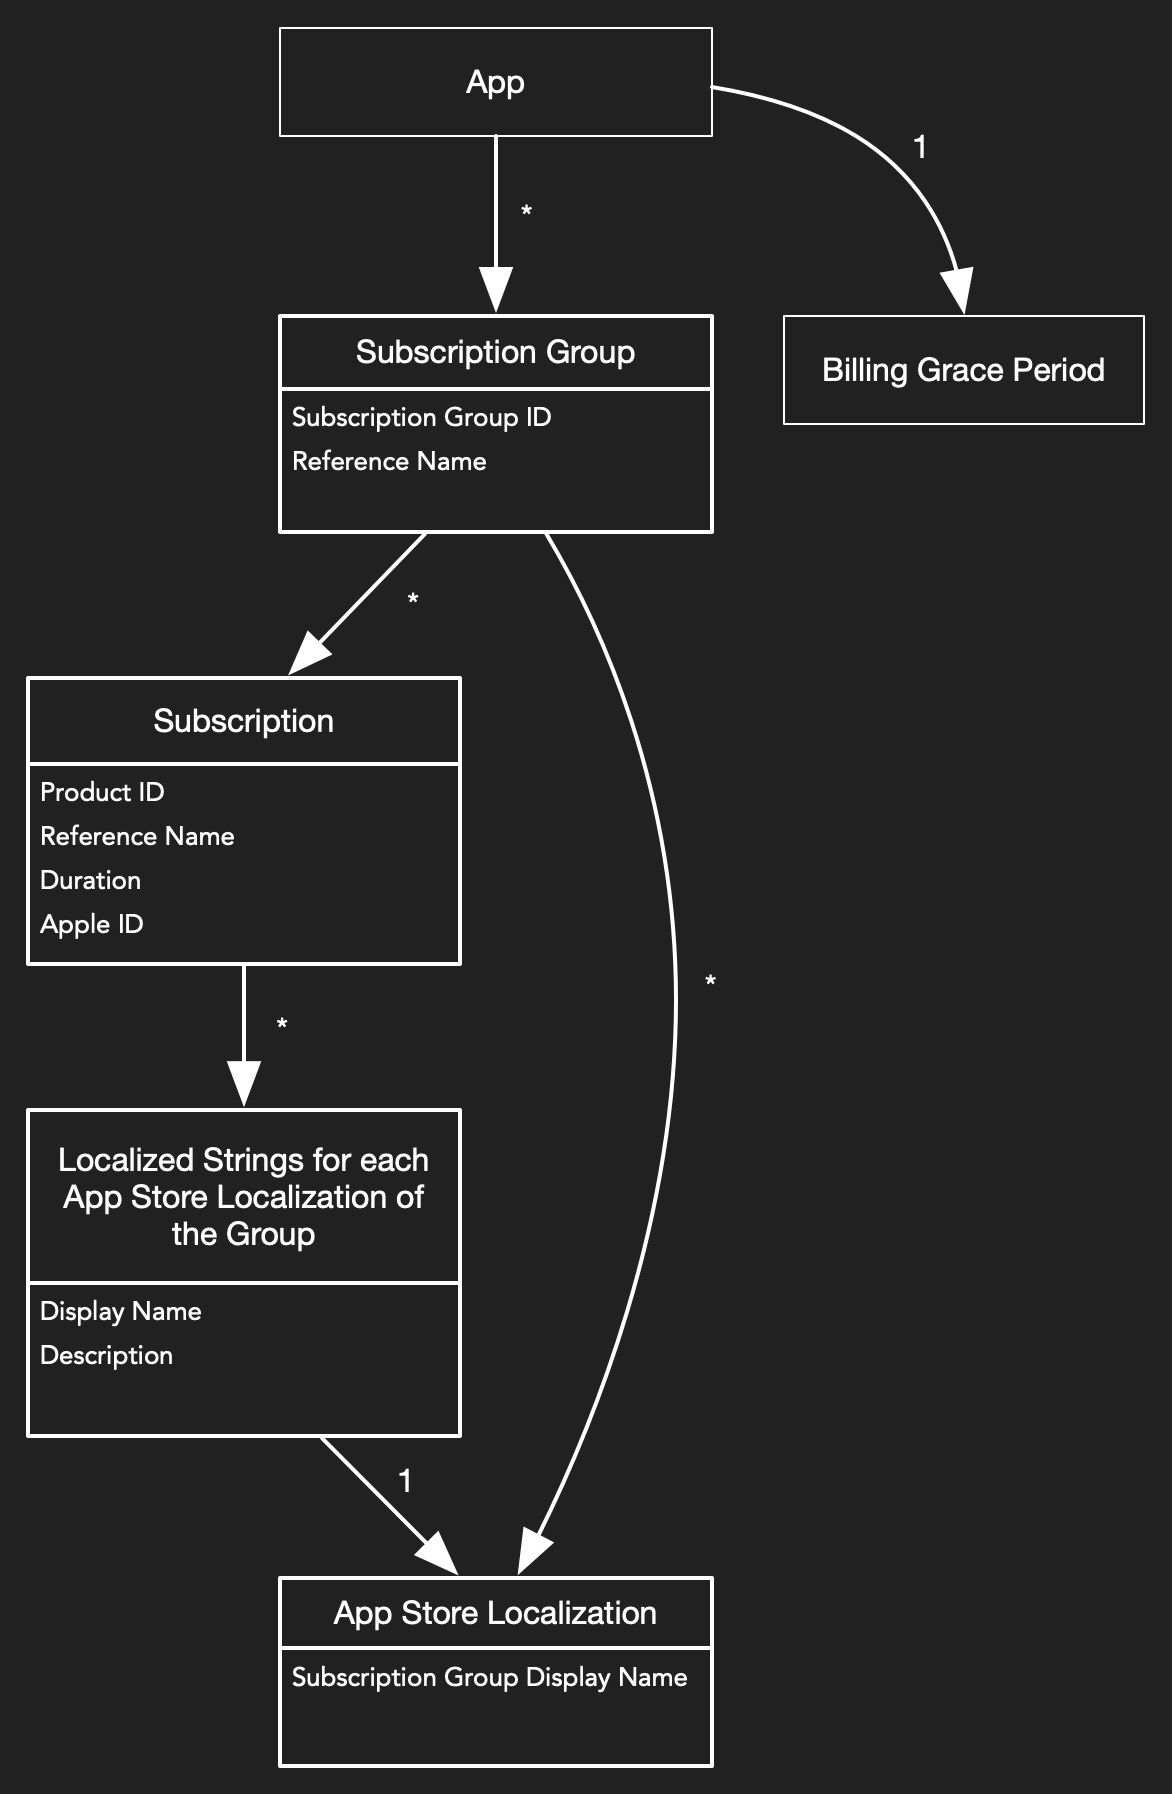 App
1
*
Subscription Group
Subscription Group ID
Reference Name
Billing Grace Period
*
Subscription
Product ID
Reference Name
Duration
Apple ID
*
*
Localized Strings for each
App Store Localization of
the Group
Display Name
Description
1
App Store Localization
Subscription Group Display Name